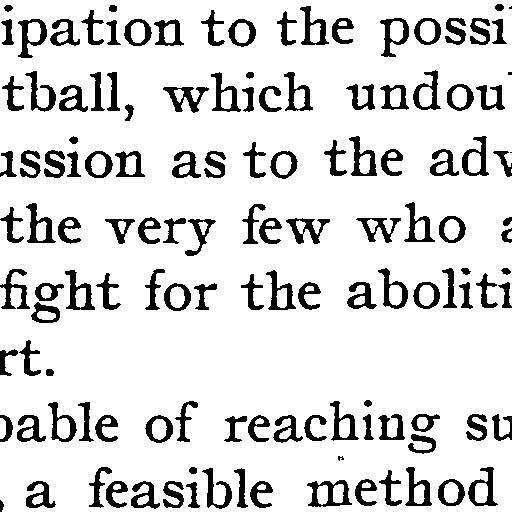 ipation to the possi
tball, which undou
ussion as to the adv
the very few who a
fight for the aboliti
rt.
pable of reaching su
, a feasible method